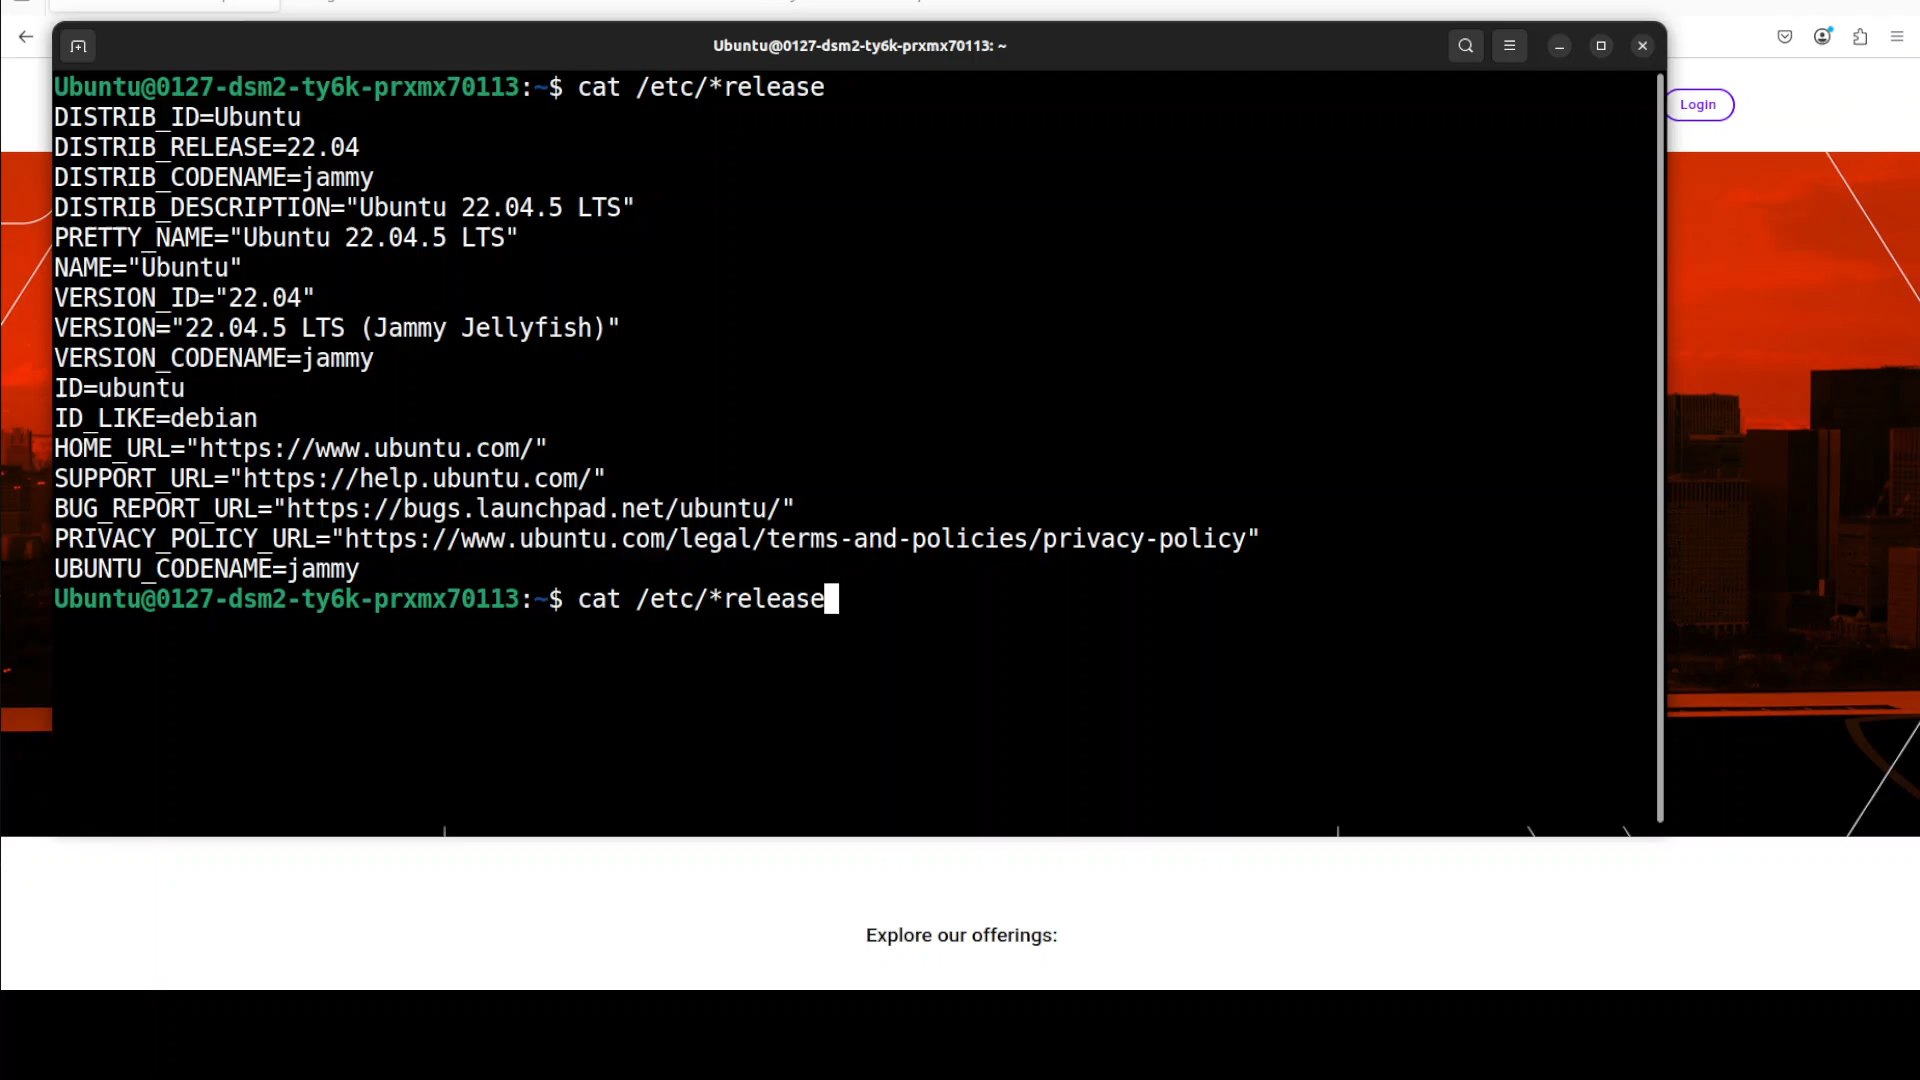 Ubuntu@0127-dsm2-ty6k-prxmx70113: ~
Ubuntu@0127-dsm2-ty6k-prxmx70113:~$ cat /etc/*release
DISTRIB_ID=Ubuntu
DISTRIB_RELEASE=22.04
DISTRIB_CODENAME=jammy
DISTRIB_DESCRIPTION="Ubuntu 22.04.5 LTS"
PRETTY_NAME="Ubuntu 22.04.5 LTS"
NAME="Ubuntu"
VERSION_ID="22.04"
VERSION="22.04.5 LTS (Jammy Jellyfish)"
VERSION_CODENAME=jammy
ID=ubuntu
ID_LIKE=debian
HOME_URL="https://www.ubuntu.com/"
SUPPORT_URL="https://help.ubuntu.com/"
BUG_REPORT_URL="https://bugs.launchpad.net/ubuntu/"
PRIVACY_POLICY_URL="https://www.ubuntu.com/legal/terms-and-policies/privacy-policy"
UBUNTU_CODENAME=jammy
Ubuntu@0127-dsm2-ty6k-prxmx70113:~$ cat /etc/*release
Login
Explore our offerings: